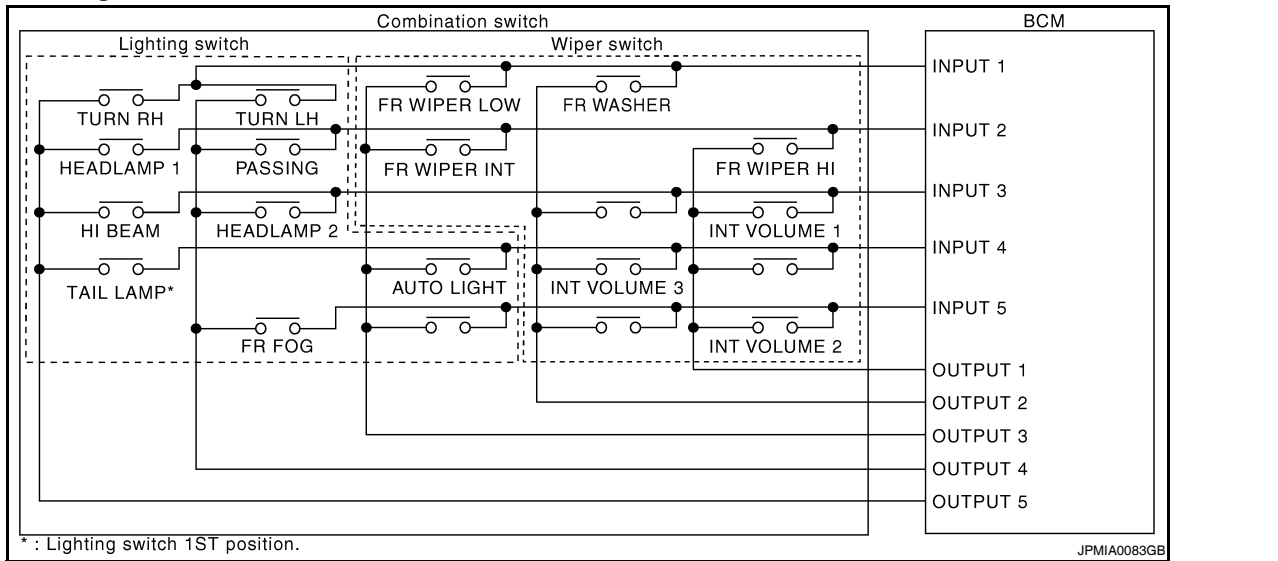 Combination switch
BCM
Lighting switch
Wiper switch
INPUT 1
FR WIPER LOW
FR WASHER
TURN RH
TURN LH
INPUT 2
HEADLAMP 1
PASSING
FR WIPER INT
FR WIPER HI
INPUT 3
HI BEAM
HEADLAMP 2
INT VOLUME 1
INPUT 4
TAIL LAMP*
AUTO LIGHT
INT VOLUME 3
INPUT 5
FR FOG
INT VOLUME 2
OUTPUT 1
OUTPUT 2
OUTPUT 3
OUTPUT 4
OUTPUT 5
* : Lighting switch 1ST position.
JPMIA0083GB